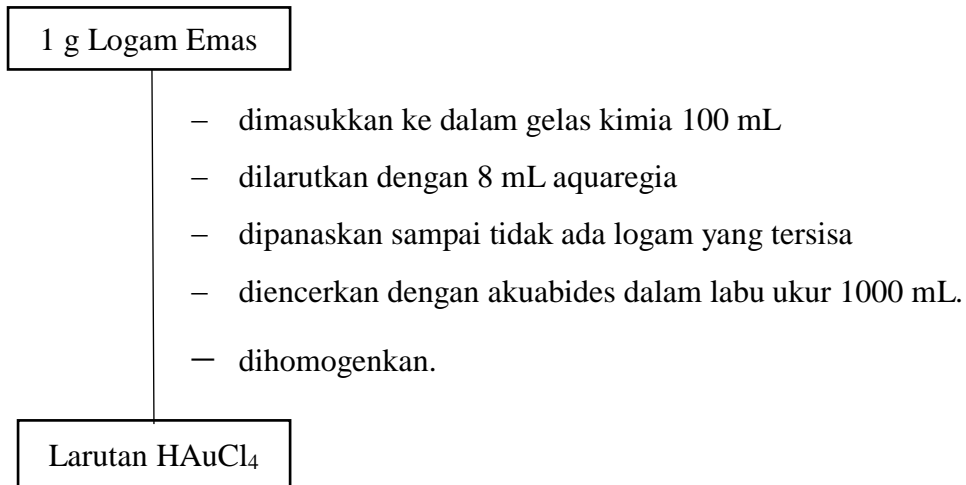 1 g Logam Emas
– dimasukkan ke dalam gelas kimia 100 mL
– dilarutkan dengan 8 mL aquaregia
– dipanaskan sampai tidak ada logam yang tersisa
– diencerkan dengan akuabides dalam labu ukur 1000 mL.
– dihomogenkan.
Larutan HAuCl₄